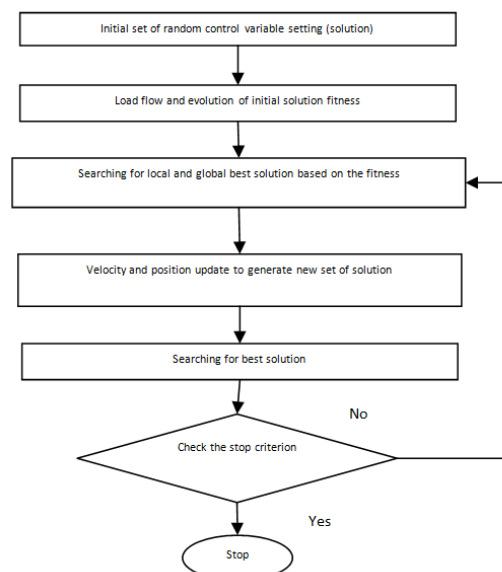 Initial set of random control variable setting (solution)
Load flow and evolution of initial solution fitness
Searching for local and global best solution based on the fitness
Velocity and position update to generate new set of solution
Searching for best solution
No
Check the stop criterion
Yes
Stop